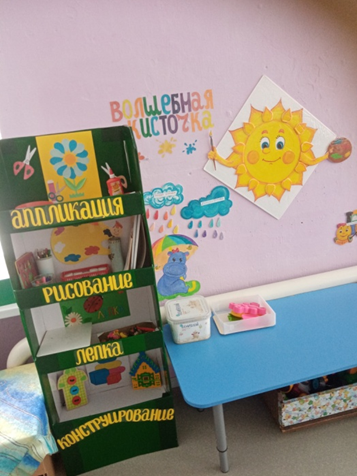 Волшебная
кисточка
аппликация
рисование
лепка
конструирование